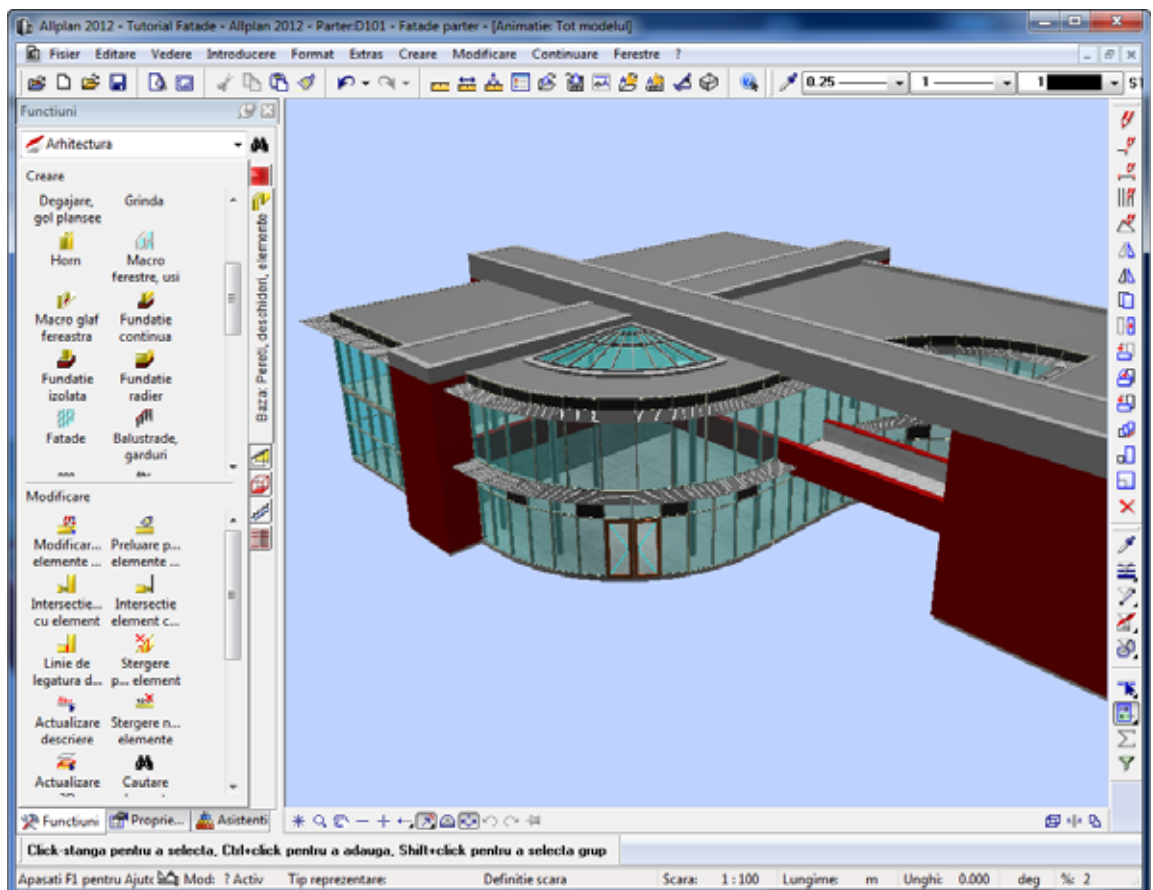 Allplan 2012 - Tutorial Fatade - Allplan 2012 - Parter:D101 - Fatade parter - [Animatie: Tot modelul]
Fisier Editare Vedere Introducere Format Extras Creare Modificare Continuare Ferestre ?
0.25 1 1
Functiuni
Arhitectura
Creare
Degajare, Grinda
gol plansee
Horn Macro
ferestre, usi
Macro glaf Fundatie
fereastra continua
Fundatie Fundatie
izolata radier
Fatade Balustrade,
garduri
Baza: Pereti, deschideri, elemente
Modificare
Modificar... Preluare p...
elemente ... elemente ...
Intersectie... Intersectie
cu element element c...
Linie de Stergere
legatura d... p... element
Actualizare Stergere n...
descriere elemente
Actualizare Cautare
Functiuni Proprie... Asistenti
Click-stanga pentru a selecta, Ctrl+click pentru a adauga, Shift+click pentru a selecta grup
Apasati F1 pentru Ajuto Mod: ? Activ Tip reprezentare: Definitie scara Scara: 1 : 100 Lungime: m Unghi: 0.000 deg %: 2